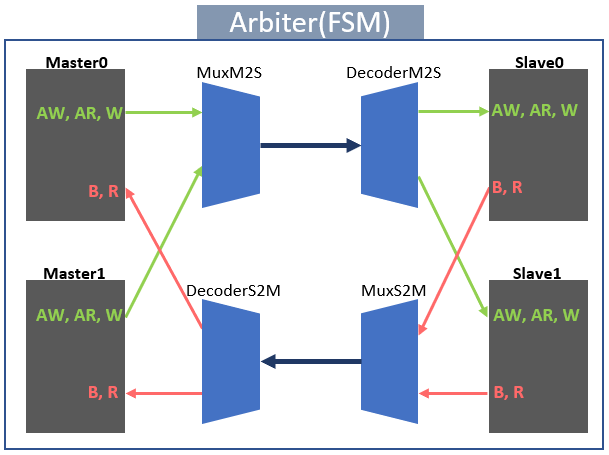 Arbiter(FSM)
Master0
MuxM2S
DecoderM2S
Slave0
AW, AR, W
AW, AR, W
B, R
B, R
Master1
DecoderS2M
MuxS2M
Slave1
AW, AR, W
AW, AR, W
B, R
B, R